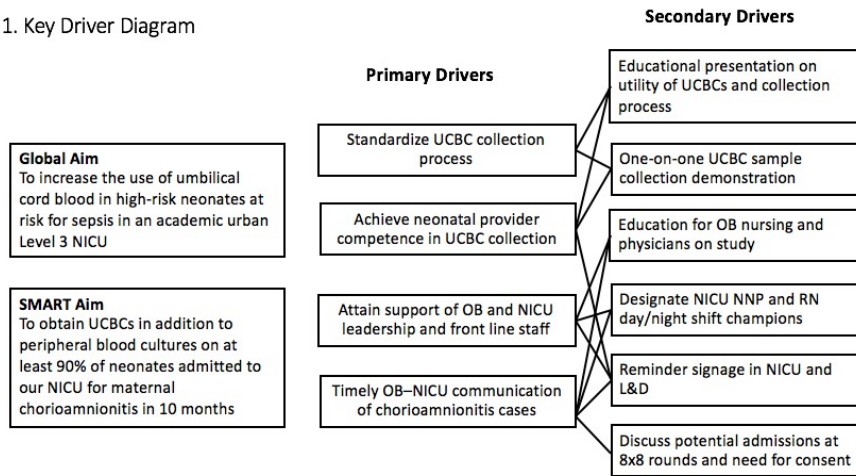 1. Key Driver Diagram
Global Aim
To increase the use of umbilical
cord blood in high-risk neonates at
risk for sepsis in an academic urban
Level 3 NICU
SMART Aim
To obtain UCBCs in addition to
peripheral blood cultures on at
least 90% of neonates admitted to
our NICU for maternal
chorioamnionitis in 10 months
Primary Drivers
Standardize UCBC collection
process
Achieve neonatal provider
competence in UCBC collection
Attain support of OB and NICU
leadership and front line staff
Timely OB–NICU communication
of chorioamnionitis cases
Secondary Drivers
Educational presentation on
utility of UCBCs and collection
process
One-on-one UCBC sample
collection demonstration
Education for OB nursing and
physicians on study
Designate NICU NNP and RN
day/night shift champions
Reminder signage in NICU and
L&D
Discuss potential admissions at
8x8 rounds and need for consent